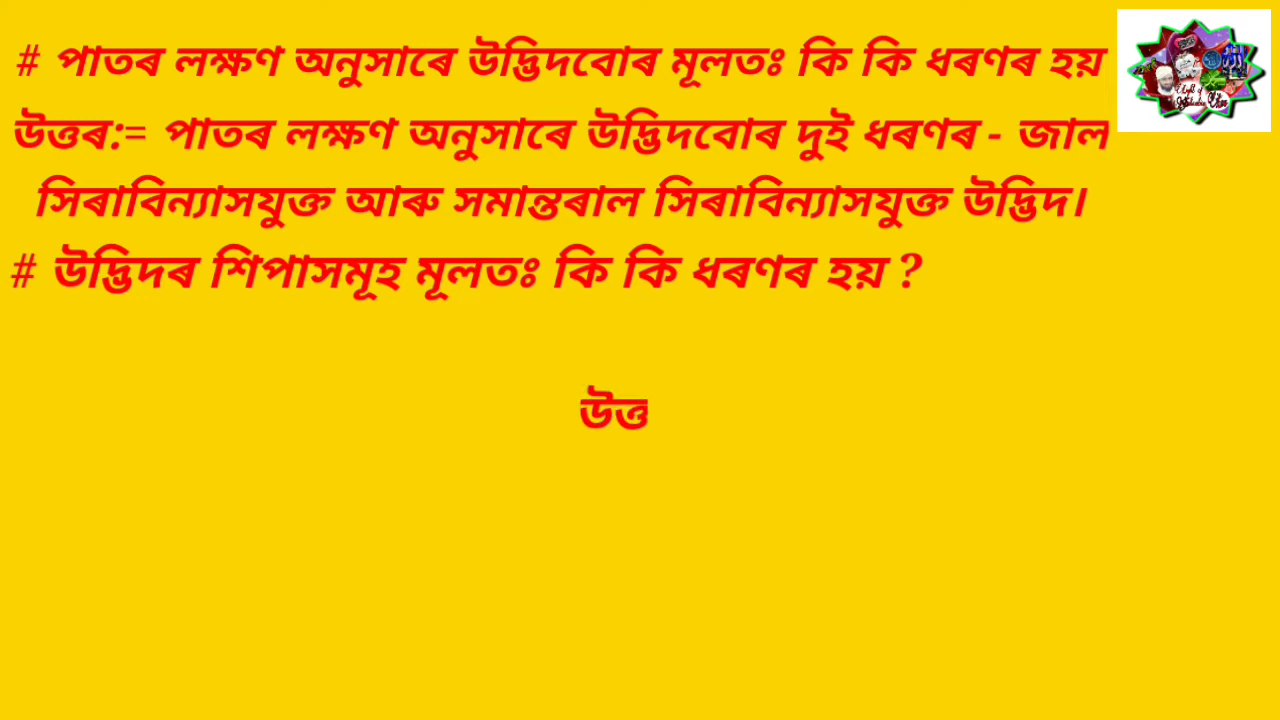 # পাতৰ লক্ষণ অনুসাৰে উদ্ভিদবোৰ মূলতঃ কি কি ধৰণৰ হয়
উত্তৰ:= পাতৰ লক্ষণ অনুসাৰে উদ্ভিদবোৰ দুই ধৰণৰ - জাল
সিৰাবিন্যাসযুক্ত আৰু সমান্তৰাল সিৰাবিন্যাসযুক্ত উদ্ভিদ।
# উদ্ভিদৰ শিপাসমূহ মূলতঃ কি কি ধৰণৰ হয় ?
উত্ত